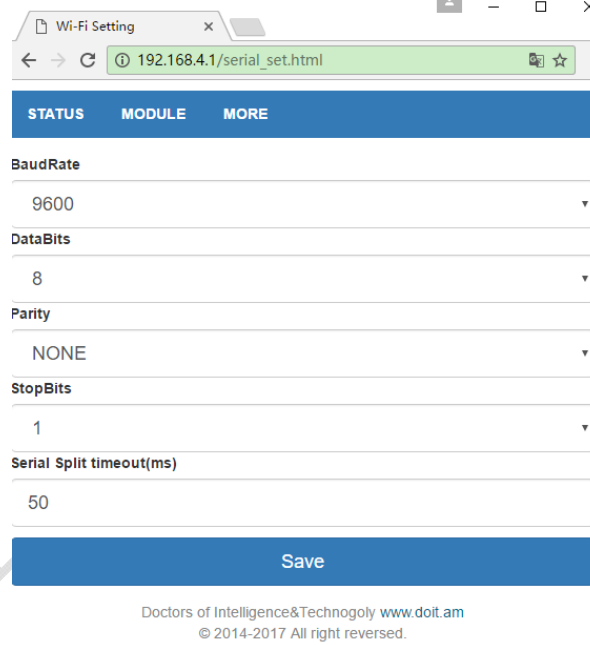 Wi-Fi Setting
192.168.4.1/serial_set.html
STATUS MODULE MORE
BaudRate
9600
DataBits
8
Parity
NONE
StopBits
1
Serial Split timeout(ms)
50
Save
Doctors of Intelligence&Technogoly www.doit.am
© 2014-2017 All right reversed.